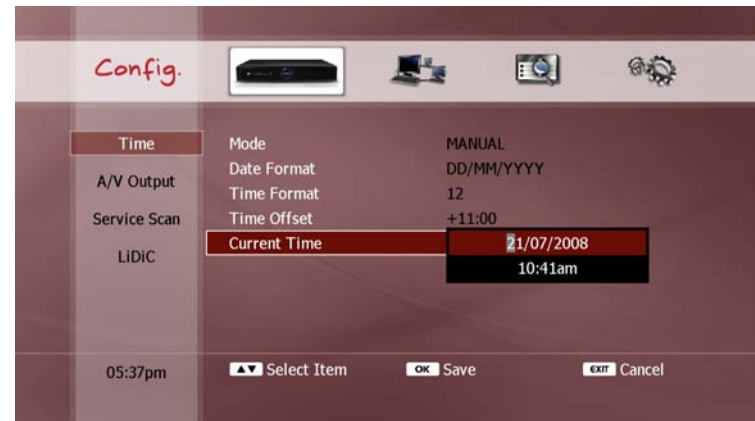 Config.
Time
A/V Output
Service Scan
LiDiC
Mode MANUAL
Date Format DD/MM/YYYY
Time Format 12
Time Offset +11:00
Current Time 21/07/2008
10:41am
05:37pm
▲▼ Select Item OK Save EXIT Cancel